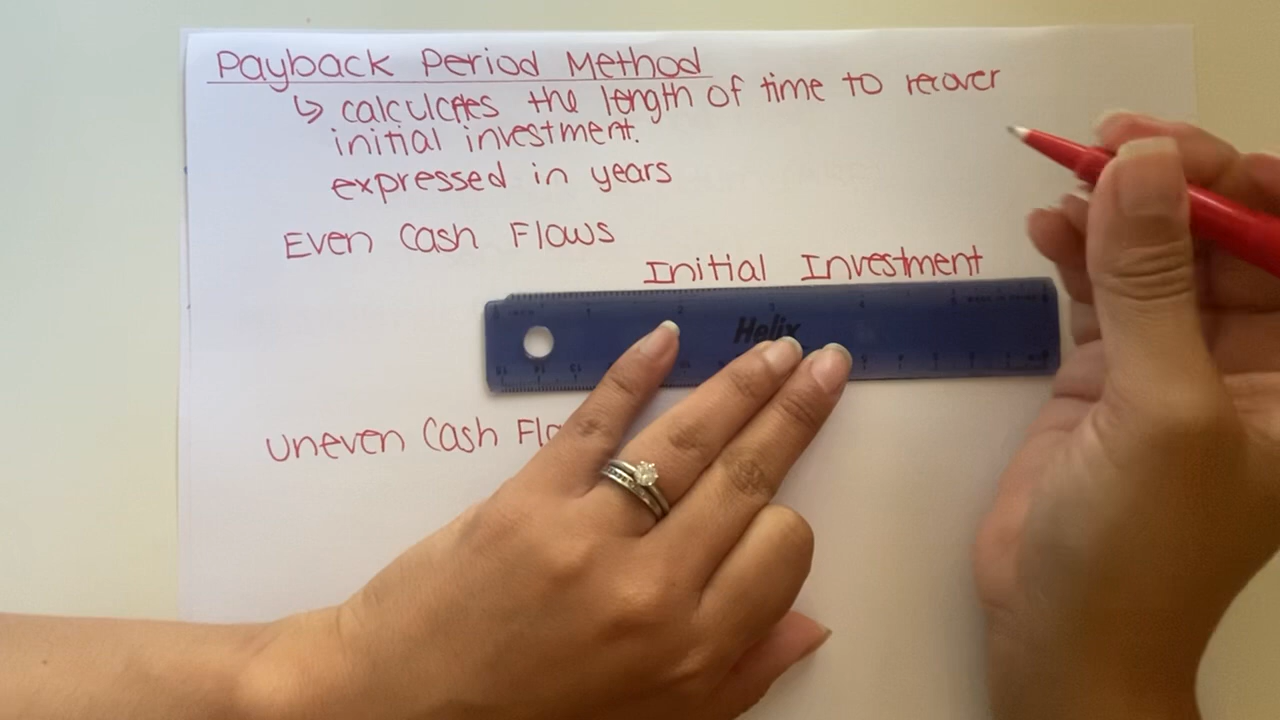 Payback Period Method
↳ calculates the length of time to recover
initial investment.
expressed in years
Even Cash Flows
Initial Investment
Helix
Uneven Cash Flo